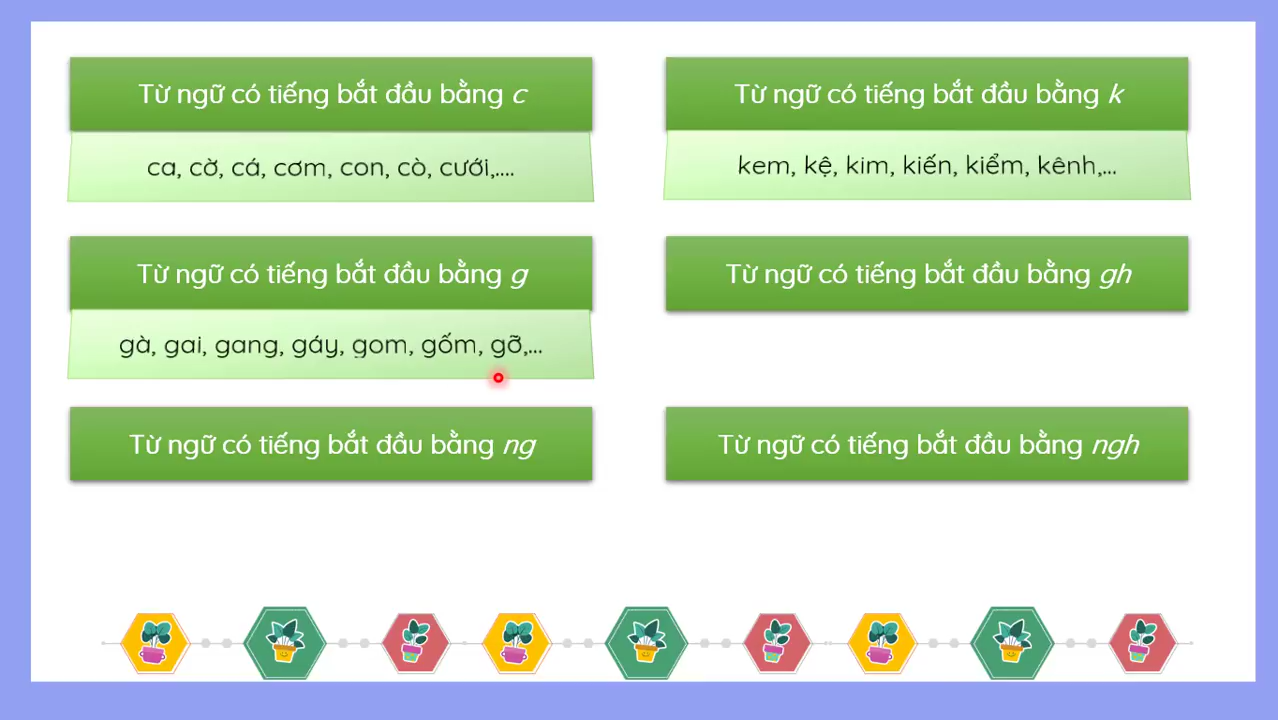 Từ ngữ có tiếng bắt đầu bằng c
ca, cờ, cá, cơm, con, cò, cưới,....
Từ ngữ có tiếng bắt đầu bằng k
kem, kệ, kim, kiến, kiểm, kênh,...
Từ ngữ có tiếng bắt đầu bằng g
gà, gai, gang, gáy, gom, gốm, gỡ,...
Từ ngữ có tiếng bắt đầu bằng gh
Từ ngữ có tiếng bắt đầu bằng ng
Từ ngữ có tiếng bắt đầu bằng ngh